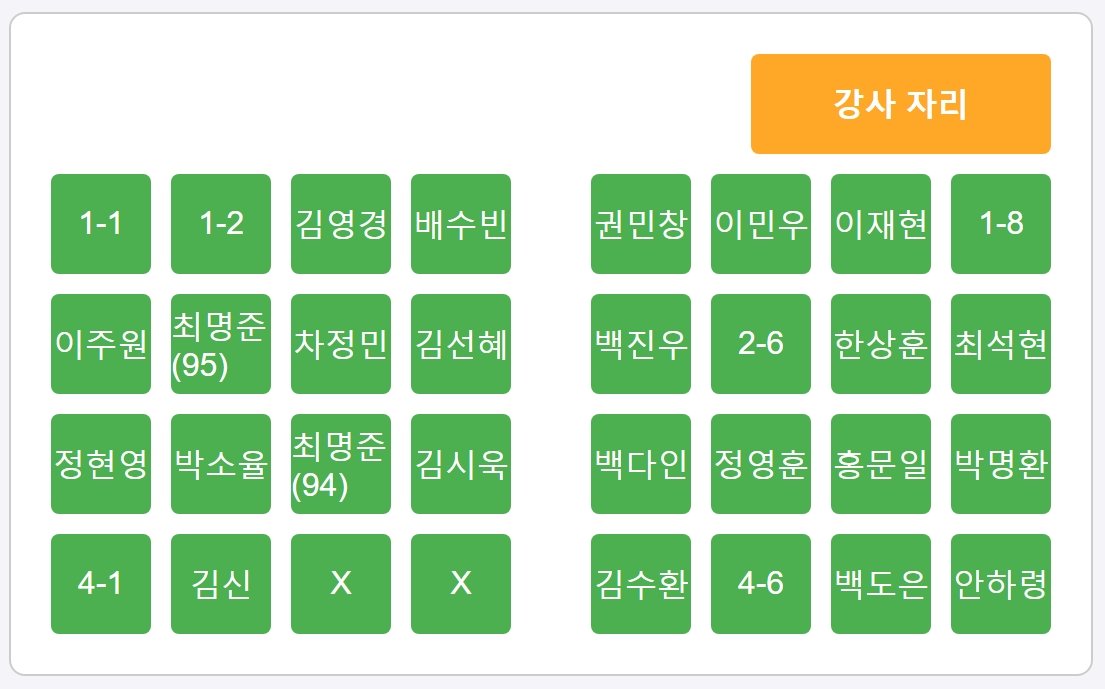 강사 자리
1-1 1-2 김영경 배수빈 권민창 이민우 이재현 1-8
이주원 최명준 (95) 차정민 김선혜 백진우 2-6 한상훈 최석현
정현영 박소율 최명준 (94) 김시욱 백다인 정영훈 홍문일 박명환
4-1 김신 X X 김수환 4-6 백도은 안하령